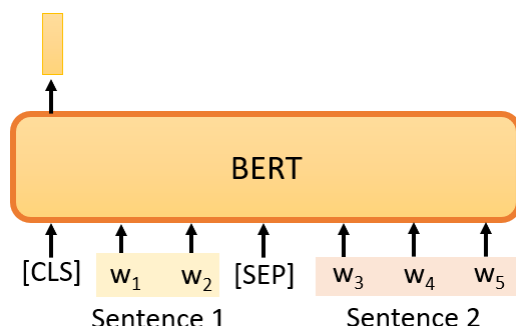 BERT
[CLS] w₁ w₂ [SEP] w₃ w₄ w₅
Sentence 1 Sentence 2